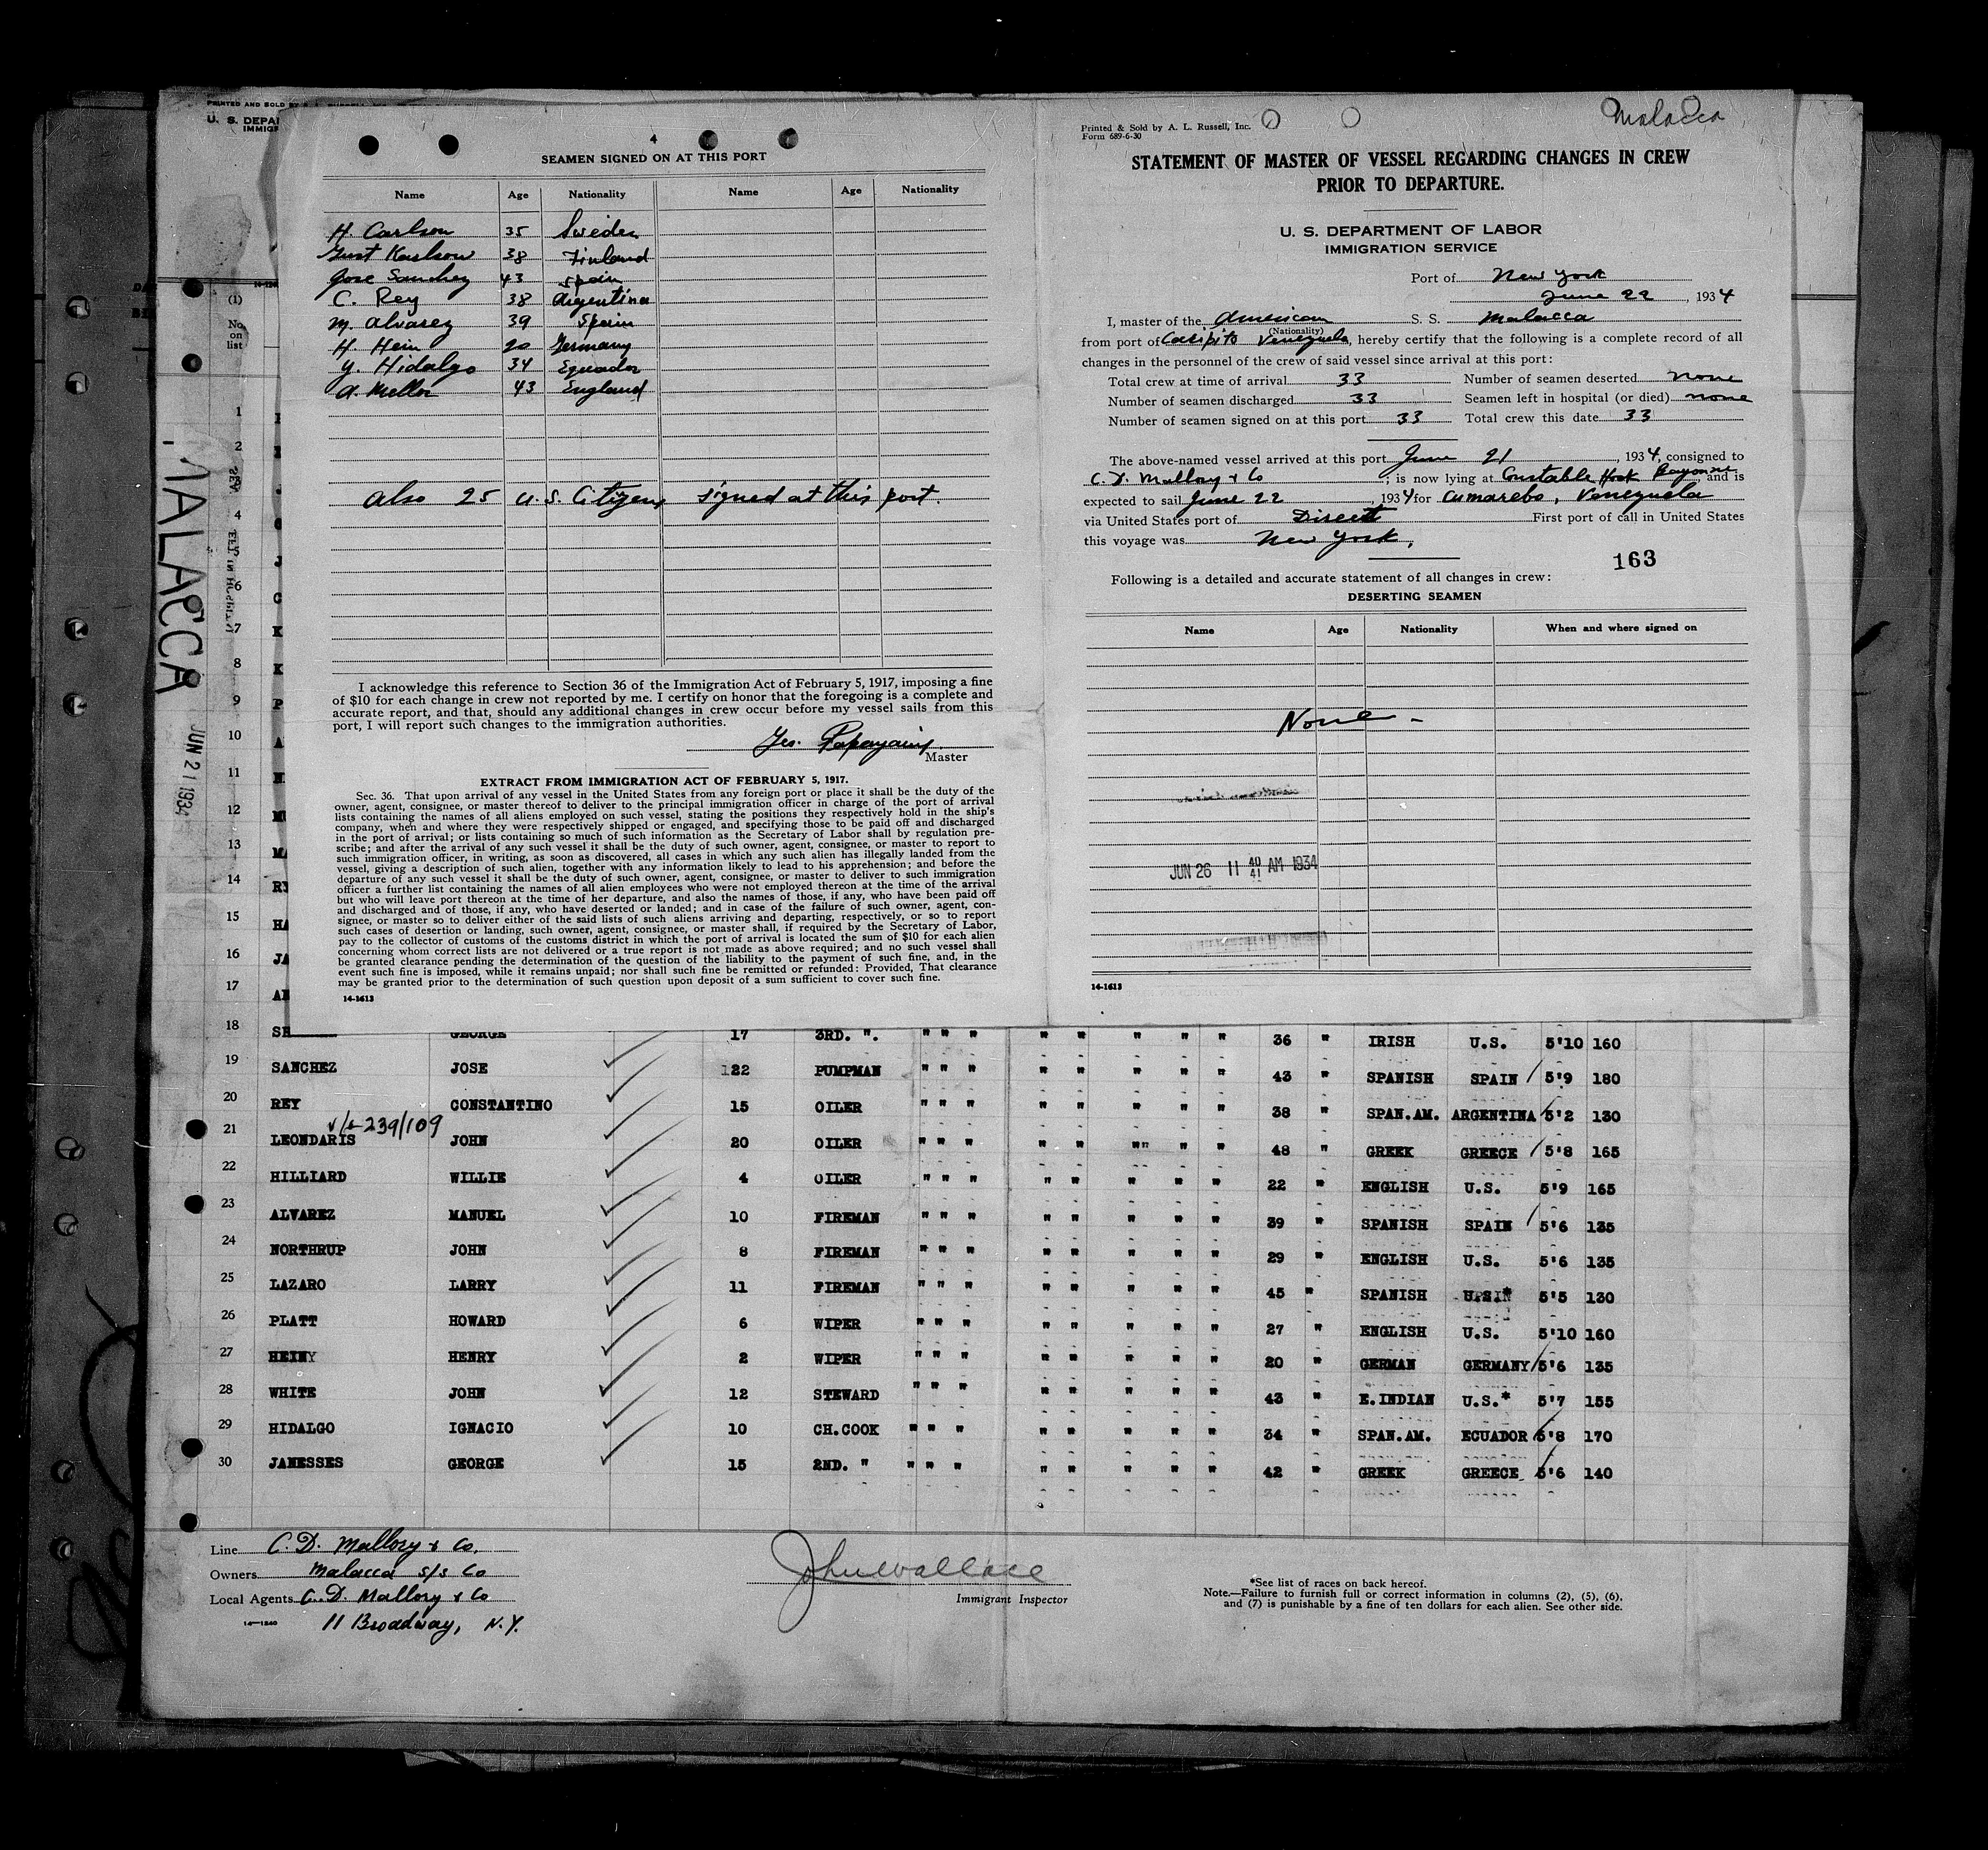 PRINTED AND SOLD BY
U. S. DEPA
IMMIGR
(1)
No.
on
list
MALACCA
JUN 21 1934
4
SEAMEN SIGNED ON AT THIS PORT
Name Age Nationality Name Age Nationality
H. Carlson 35 Sweden
Gust Karlson 38 Finland
Jose Sanchez 43 Spain
C. Rey 38 Argentina
M. Alvarez 39 Spain
H. Hein 20 Germany
Y. Hidalgo 34 Equador
A. Mellor 43 England
Also 25 U.S. Citizens signed at this port.
I acknowledge this reference to Section 36 of the Immigration Act of February 5, 1917, imposing a fine
of $10 for each change in crew not reported by me. I certify on honor that the foregoing is a complete and
accurate report, and that, should any additional changes in crew occur before my vessel sails from this
port, I will report such changes to the immigration authorities.
Master
EXTRACT FROM IMMIGRATION ACT OF FEBRUARY 5, 1917.
Sec. 36. That upon arrival of any vessel in the United States from any foreign port or place it shall be the duty of the
owner, agent, consignee, or master thereof to deliver to the principal immigration officer in charge of the port of arrival
lists containing the names of all aliens employed on such vessel, stating the positions they respectively hold in the ship's
company, when and where they were respectively shipped or engaged, and specifying those to be paid off and discharged
in the port of arrival; or lists containing so much of such information as the Secretary of Labor shall by regulation pre-
scribe; and after the arrival of any such vessel it shall be the duty of such owner, agent, consignee, or master to report to
such immigration officer, in writing, as soon as discovered, all cases in which any such alien has illegally landed from the
vessel, giving a description of such alien, together with any information likely to lead to his apprehension; and before the
departure of any such vessel it shall be the duty of such owner, agent, consignee, or master to deliver to such immigration
officer a further list containing the names of all alien employees who were not employed thereon at the time of the arrival
but who will leave port thereon at the time of her departure, and also the names of those, if any, who have been paid off
and discharged and of those, if any, who have deserted or landed; and in case of the failure of such owner, agent, con-
signee, or master so to deliver either of the said lists of such aliens arriving and departing, respectively, or so to report
such cases of desertion or landing, such owner, agent, consignee, or master shall, if required by the Secretary of Labor,
pay to the collector of customs of the customs district in which the port of arrival is located the sum of $10 for each alien
concerning whom correct lists are not delivered or a true report is not made as above required; and no such vessel shall
be granted clearance pending the determination of the question of the liability to the payment of such fine, and, in the
event such fine is imposed, while it remains unpaid; nor shall such fine be remitted or refunded: Provided, That clearance
may be granted prior to the determination of such question upon deposit of a sum sufficient to cover such fine.
14-1613
Malacca
Printed & Sold by A. L. Russell, Inc.
Form 689-6-30
STATEMENT OF MASTER OF VESSEL REGARDING CHANGES IN CREW
PRIOR TO DEPARTURE.
U. S. DEPARTMENT OF LABOR
IMMIGRATION SERVICE
Port of New York
June 22, 1934
I, master of the American S. S. Malacca
(Nationality)
from port of Caripito Venezuela, hereby certify that the following is a complete record of all
changes in the personnel of the crew of said vessel since arrival at this port:
Total crew at time of arrival 33 Number of seamen deserted none
Number of seamen discharged 33 Seamen left in hospital (or died) none
Number of seamen signed on at this port 33 Total crew this date 33
The above-named vessel arrived at this port June 21, 1934, consigned to
C. D. Mallory & Co; is now lying at Constable Hook Bayonne, and is
expected to sail June 22, 1934 for Cumarebo, Venezuela
via United States port of Direct First port of call in United States
this voyage was New York,
163
Following is a detailed and accurate statement of all changes in crew:
DESERTING SEAMEN
Name Age Nationality When and where signed on
None -
JUN 26 11 40 41 AM 1934
14-1613
1
2
3
4
5
6
7
8
9
10
11
12
13
14
15
16
17
18 GEORGE 17 3RD. ". " " " " " " " " 36 " IRISH U.S. 5'10 160
19 SANCHEZ JOSE 122 PUMPMAN " " " " " " " " 43 " SPANISH SPAIN 5'9 180
20 REY CONSTANTINO 15 OILER " " " " " " " " 38 " SPAN.AM. ARGENTINA 5'2 130
239/109
21 LEONDARIS JOHN 20 OILER " " " " " "" " " 48 " GREEK GREECE 5'8 165
22 HILLIARD WILLIE 4 OILER " " " " " " " " 22 " ENGLISH U.S. 5'9 165
23 ALVAREZ MANUEL 10 FIREMAN " " " " " " " " 39 " SPANISH SPAIN 5'6 135
24 NORTHRUP JOHN 8 FIREMAN " " " " " " " " 29 " ENGLISH U.S. 5'6 135
25 LAZARO LARRY 11 FIREMAN " " " " " " " " 45 " SPANISH 5'5 130
26 PLATT HOWARD 6 WIPER " " " " " " " " 27 " ENGLISH U.S. 5'10 160
27 HEIN HENRY 2 WIPER " " " " " " " " 20 " GERMAN GERMANY 5'6 135
28 WHITE JOHN 12 STEWARD " " " " " " " " 43 " E.INDIAN U.S.* 5'7 155
29 HIDALGO IGNACIO 10 CH.COOK " " " " " " " " 34 " SPAN.AM. ECUADOR 5'8 170
30 JANESSES GEORGE 15 2ND. " " " " " " " " " 42 " GREEK GREECE 5'6 140
Line C. D. Mallory & Co.
Owners Malacca S/S Co
Local Agents C. D. Mallory & Co
11 Broadway, N.Y.
14—1240
John Wallace
Immigrant Inspector
*See list of races on back hereof.
Note.—Failure to furnish full or correct information in columns (2), (5), (6),
and (7) is punishable by a fine of ten dollars for each alien. See other side.